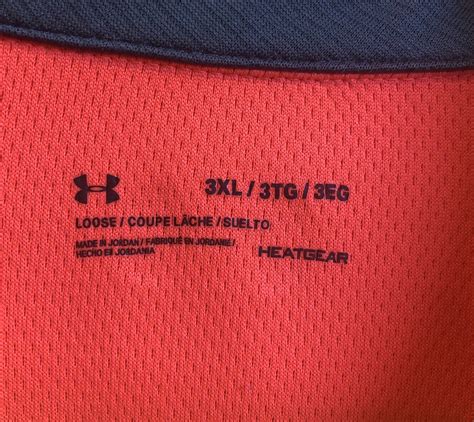 3XL / 3TG / 3EG
LOOSE / COUPE LÂCHE / SUELTO
MADE IN JORDAN / FABRIQUÉ EN JORDANIE /
HECHO EN JORDANIA
HEATGEAR